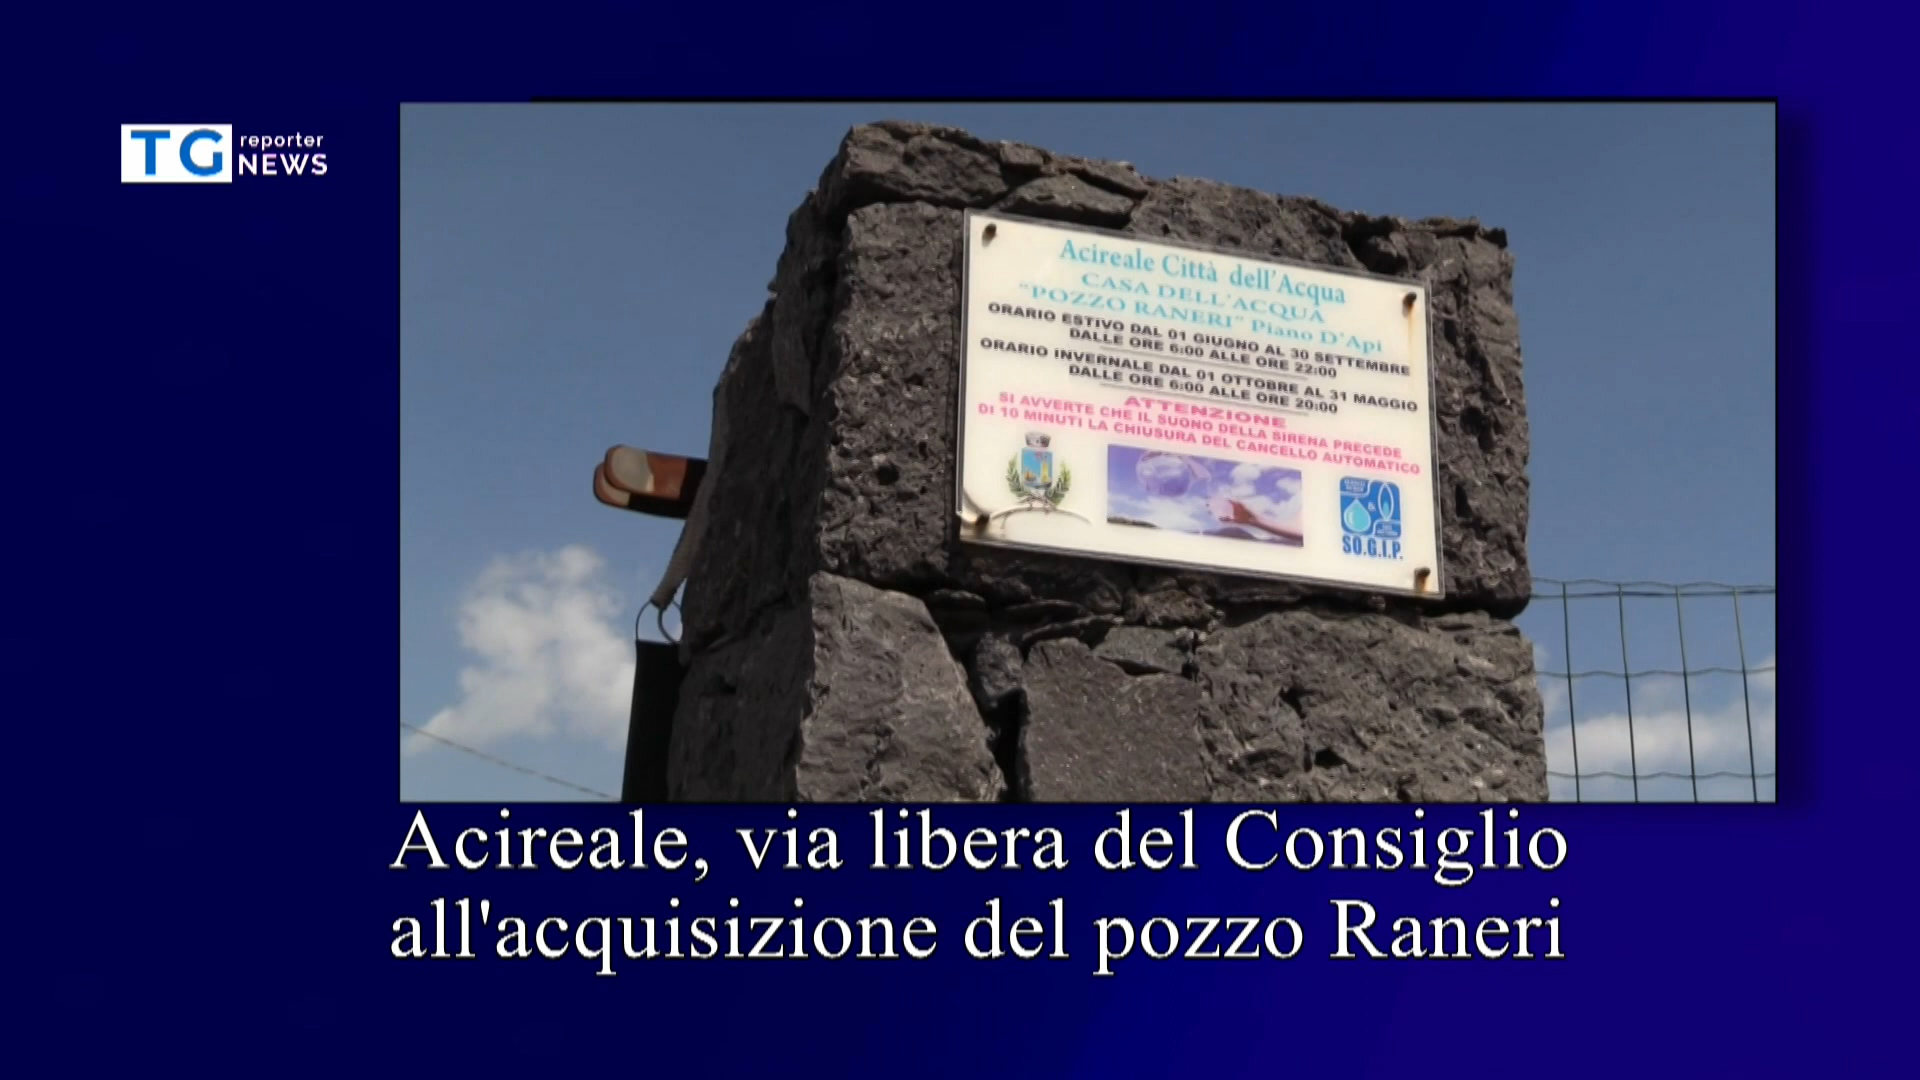 TG reporter
NEWS
Acireale Città dell'Acqua
CASA DELL'ACQUA
"POZZO RANERI" Piano D'Api
ORARIO ESTIVO DAL 01 GIUGNO AL 30 SETTEMBRE
DALLE ORE 6:00 ALLE ORE 22:00
ORARIO INVERNALE DAL 01 OTTOBRE AL 31 MAGGIO
DALLE ORE 6:00 ALLE ORE 20:00
ATTENZIONE
SI AVVERTE CHE IL SUONO DELLA SIRENA PRECEDE
DI 10 MINUTI LA CHIUSURA DEL CANCELLO AUTOMATICO
&
SO.G.I.P.
Acireale, via libera del Consiglio
all'acquisizione del pozzo Raneri